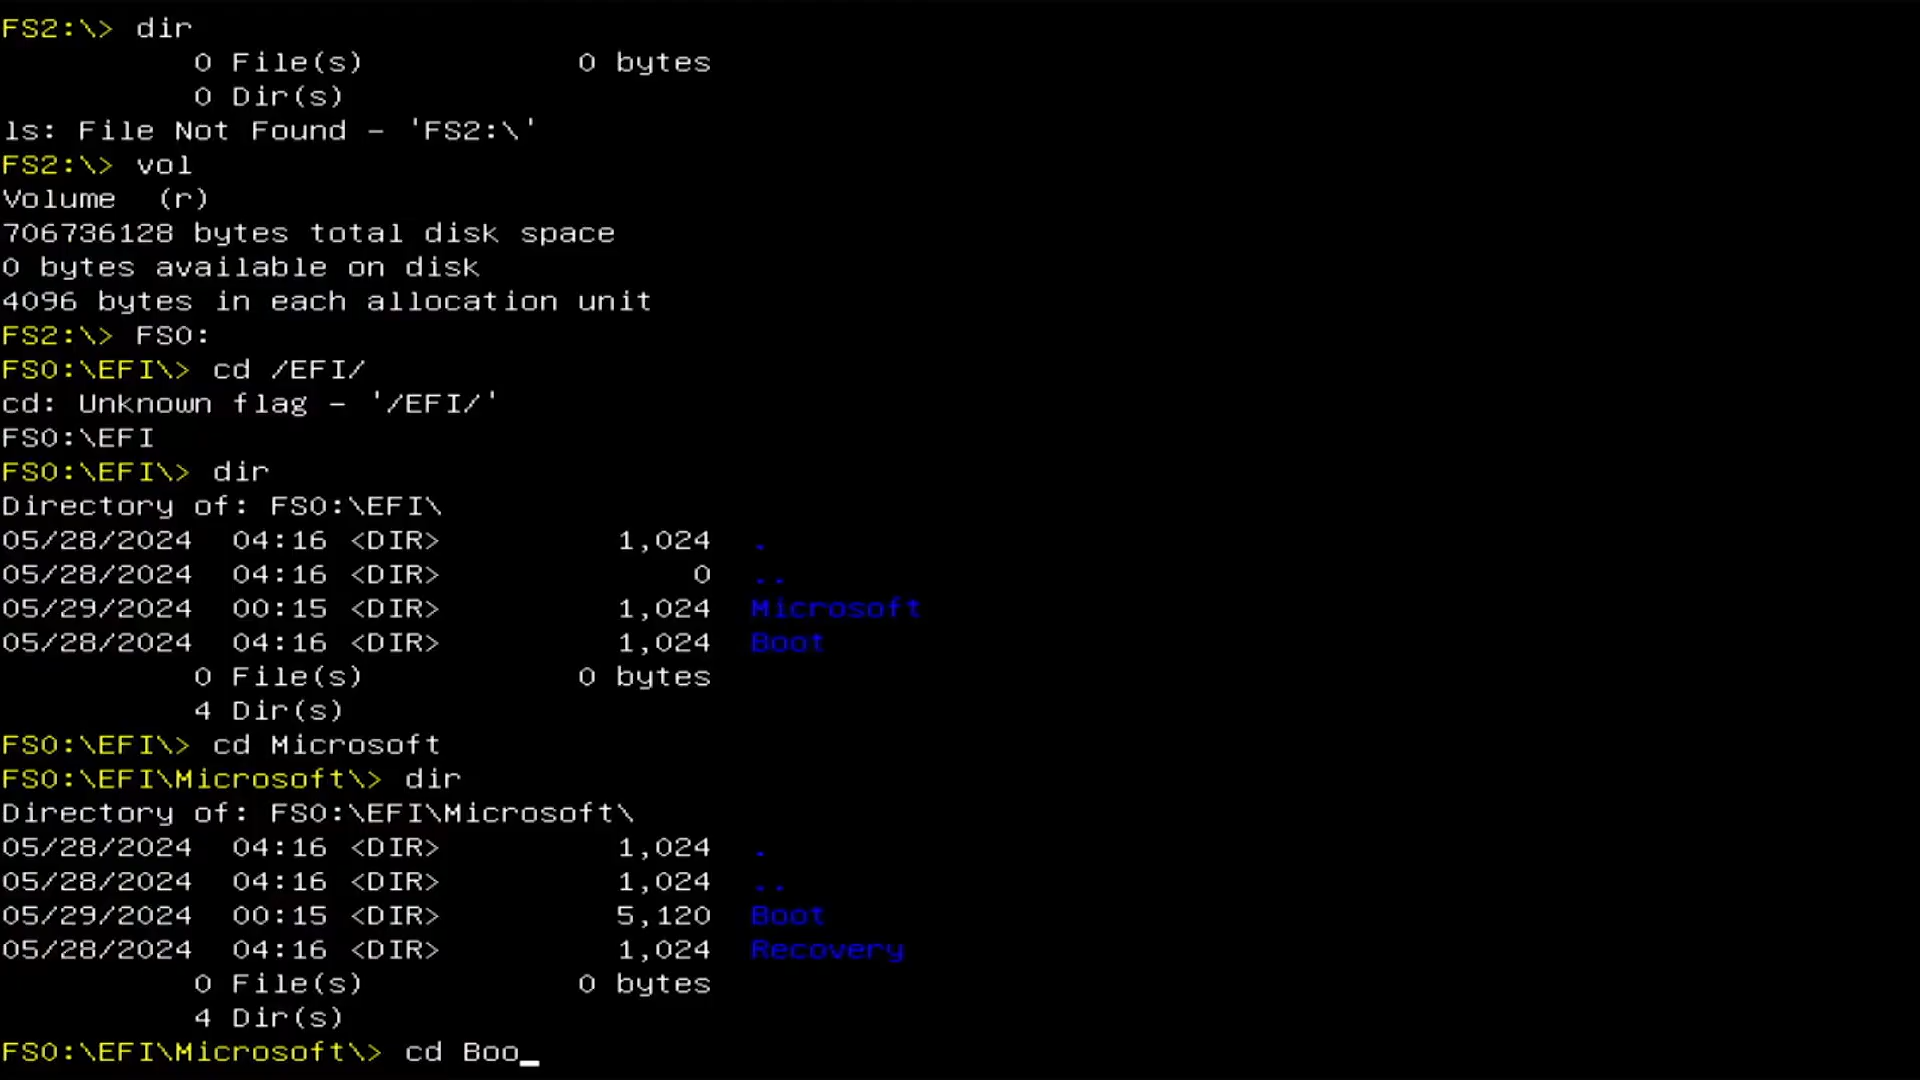 FS2:\> dir
0 File(s) 0 bytes
0 Dir(s)
ls: File Not Found - 'FS2:\'
FS2:\> vol
Volume (r)
706736128 bytes total disk space
0 bytes available on disk
4096 bytes in each allocation unit
FS2:\> FS0:
FS0:\EFI\> cd /EFI/
cd: Unknown flag - '/EFI/'
FS0:\EFI
FS0:\EFI\> dir
Directory of: FS0:\EFI\
05/28/2024 04:16 <DIR> 1,024 .
05/28/2024 04:16 <DIR> 0 ..
05/29/2024 00:15 <DIR> 1,024 Microsoft
05/28/2024 04:16 <DIR> 1,024 Boot
0 File(s) 0 bytes
4 Dir(s)
FS0:\EFI\> cd Microsoft
FS0:\EFI\Microsoft\> dir
Directory of: FS0:\EFI\Microsoft\
05/28/2024 04:16 <DIR> 1,024 .
05/28/2024 04:16 <DIR> 1,024 ..
05/29/2024 00:15 <DIR> 5,120 Boot
05/28/2024 04:16 <DIR> 1,024 Recovery
0 File(s) 0 bytes
4 Dir(s)
FS0:\EFI\Microsoft\> cd Boo_